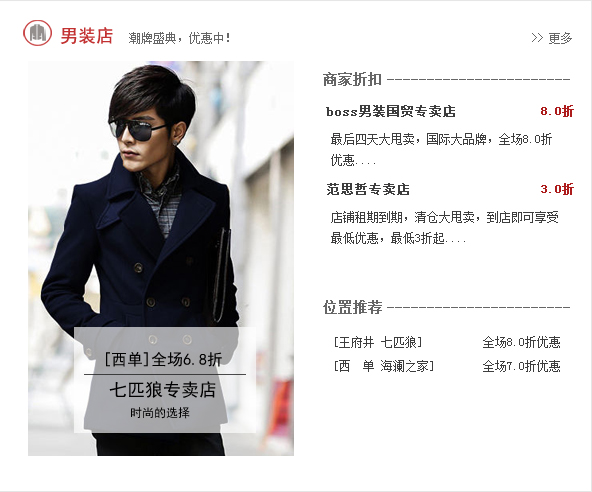 男装店 潮牌盛典，优惠中！ >> 更多
[西单]全场6.8折
七匹狼专卖店
时尚的选择
商家折扣
boss男装国贸专卖店 8.0折
最后四天大甩卖，国际大品牌，全场8.0折
优惠....
范思哲专卖店 3.0折
店铺租期到期，清仓大甩卖，到店即可享受
最低优惠，最低3折起....
位置推荐
[王府井 七匹狼] 全场8.0折优惠
[西 单 海澜之家] 全场7.0折优惠